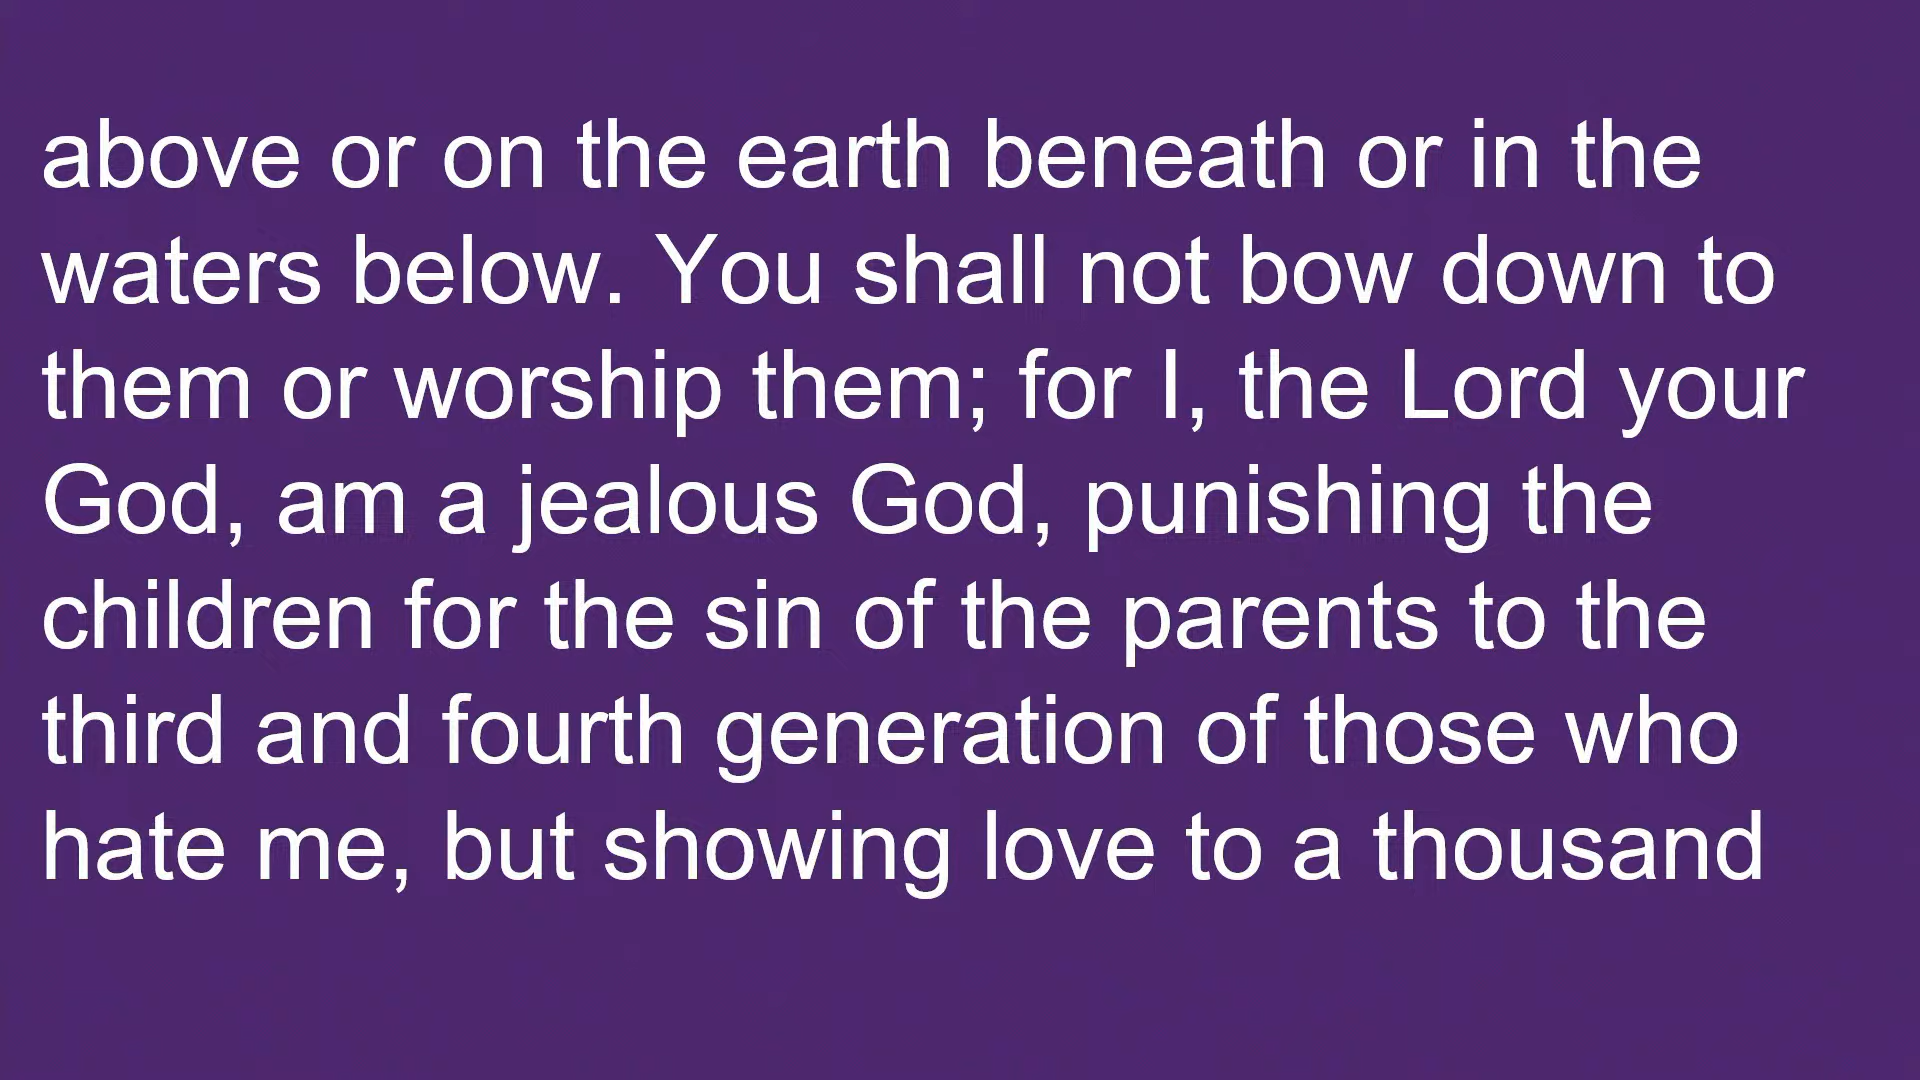 above or on the earth beneath or in the
waters below. You shall not bow down to
them or worship them; for I, the Lord your
God, am a jealous God, punishing the
children for the sin of the parents to the
third and fourth generation of those who
hate me, but showing love to a thousand